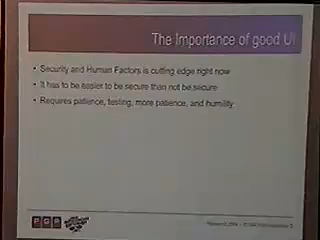 The Importance of good UI
• Security and Human Factors is cutting edge right now
• It has to be easier to be secure than not be secure
• Requires patience, testing, more patience, and humility
PGP